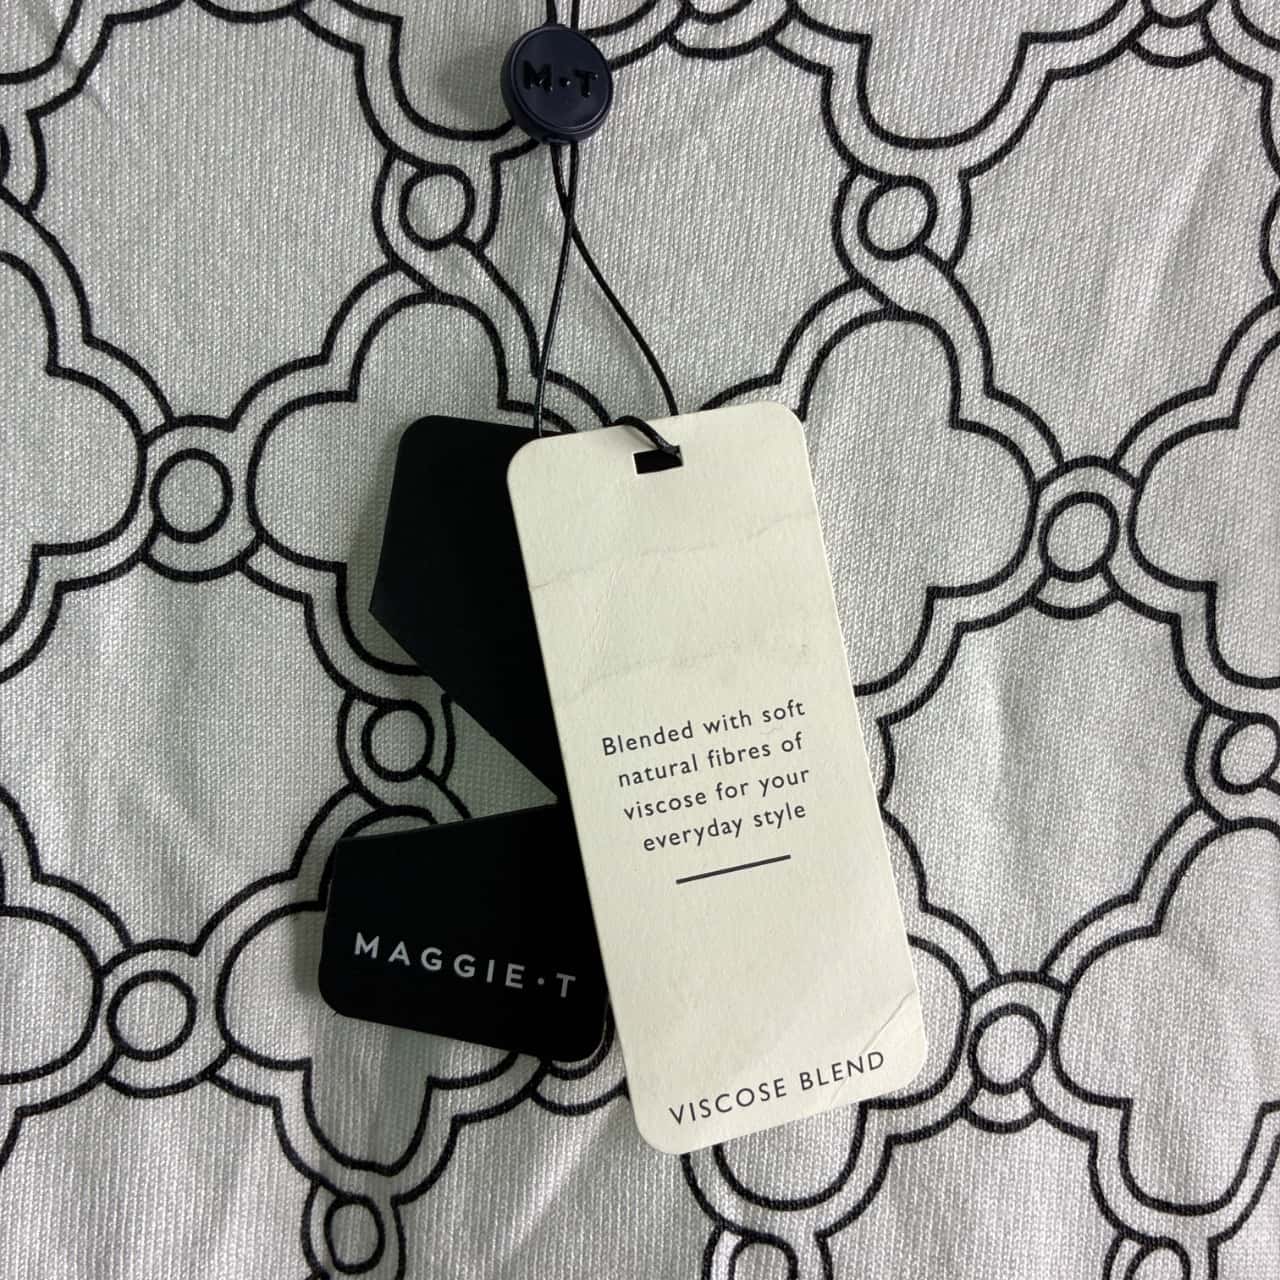 M·T
Blended with soft
natural fibres of
viscose for your
everyday style
MAGGIE·T
VISCOSE BLEND